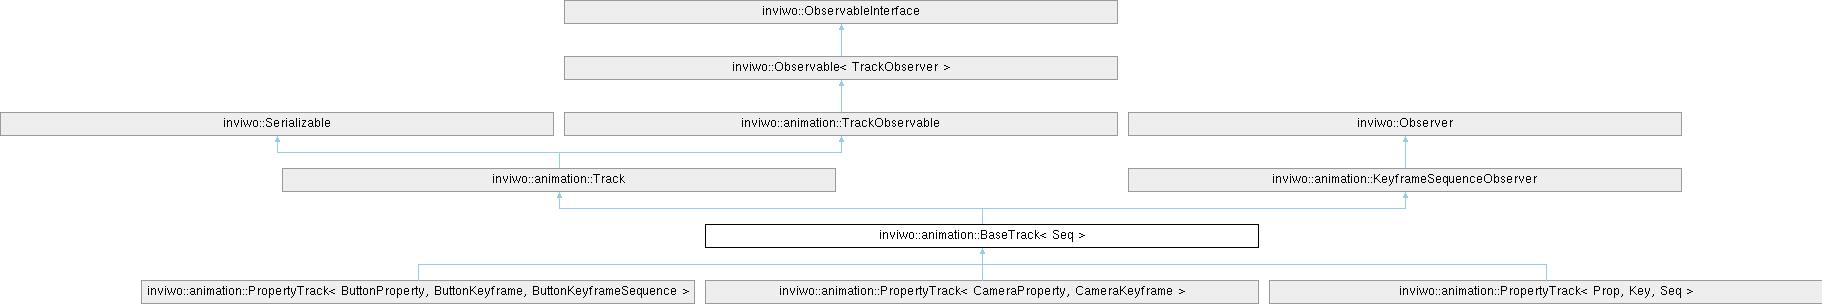 inviwo::ObservableInterface
inviwo::Observable< TrackObserver >
inviwo::Serializable
inviwo::animation::TrackObservable
inviwo::Observer
inviwo::animation::Track
inviwo::animation::KeyframeSequenceObserver
inviwo::animation::BaseTrack< Seq >
inviwo::animation::PropertyTrack< ButtonProperty, ButtonKeyframe, ButtonKeyframeSequence >
inviwo::animation::PropertyTrack< CameraProperty, CameraKeyframe >
inviwo::animation::PropertyTrack< Prop, Key, Seq >